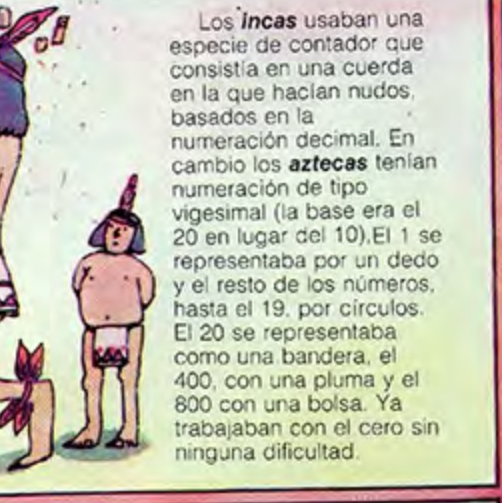 Los incas usaban una
especie de contador que
consistía en una cuerda
en la que hacían nudos,
basados en la
numeración decimal. En
cambio los aztecas tenían
numeración de tipo
vigesimal (la base era el
20 en lugar del 10).El 1 se
representaba por un dedo
y el resto de los números,
hasta el 19, por círculos.
El 20 se representaba
como una bandera, el
400, con una pluma y el
800 con una bolsa. Ya
trabajaban con el cero sin
ninguna dificultad.